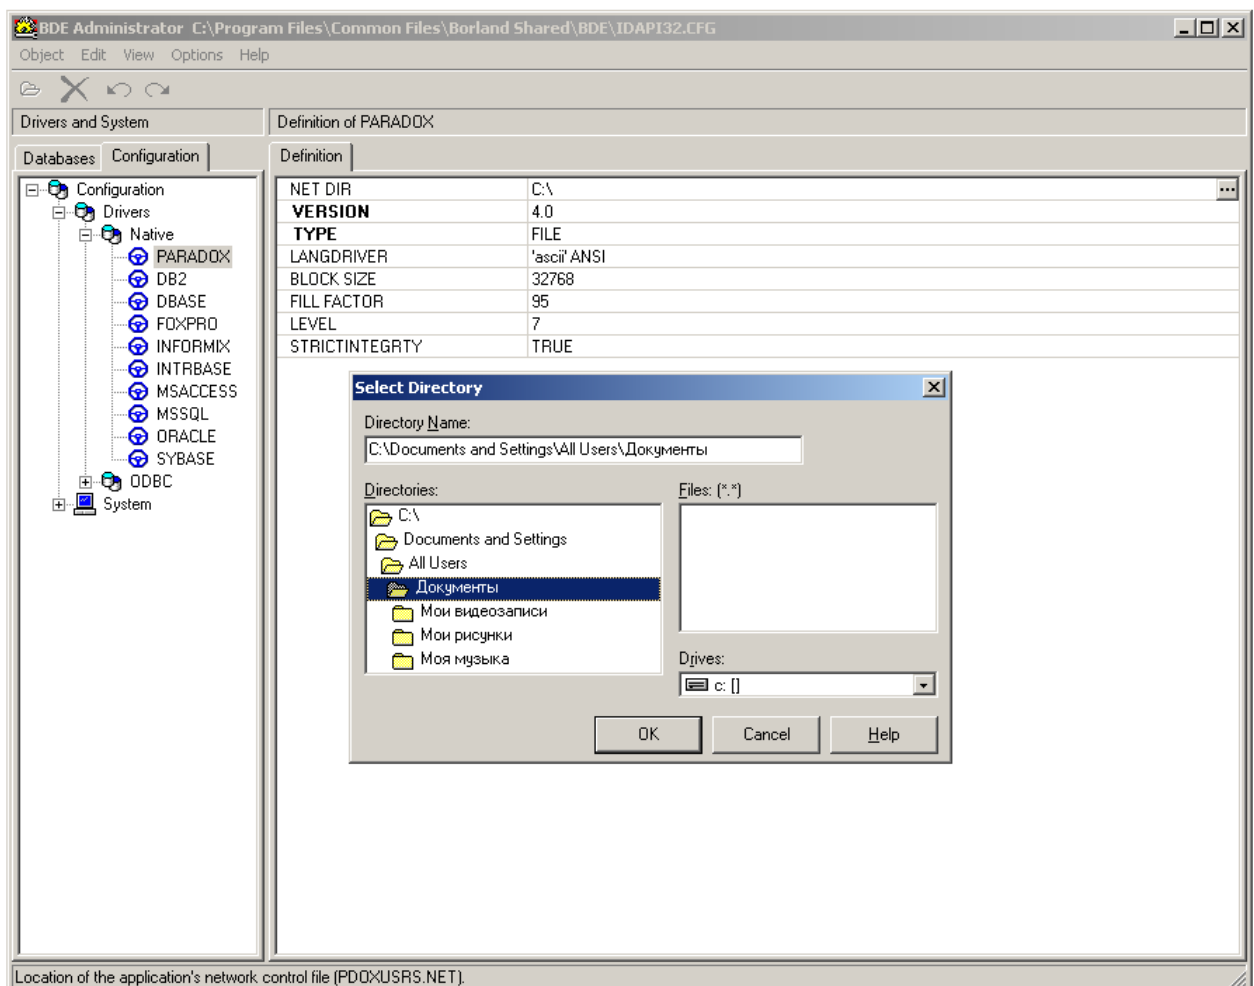 BDE Administrator C:\Program Files\Common Files\Borland Shared\BDE\IDAPI32.CFG
Object Edit View Options Help
Drivers and System
Definition of PARADOX
Databases Configuration
Definition
Configuration
Drivers
Native
PARADOX
DB2
DBASE
FOXPRO
INFORMIX
INTRBASE
MSACCESS
MSSQL
ORACLE
SYBASE
ODBC
System
NET DIR C:\ ...
VERSION 4.0
TYPE FILE
LANGDRIVER 'ascii' ANSI
BLOCK SIZE 32768
FILL FACTOR 95
LEVEL 7
STRICTINTEGRTY TRUE
Select Directory
Directory Name:
C:\Documents and Settings\All Users\Документы
Directories:
C:\
Documents and Settings
All Users
Документы
Мои видеозаписи
Мои рисунки
Моя музыка
Files: (*.*)
Drives:
c: []
OK Cancel Help
Location of the application's network control file (PDOXUSRS.NET).